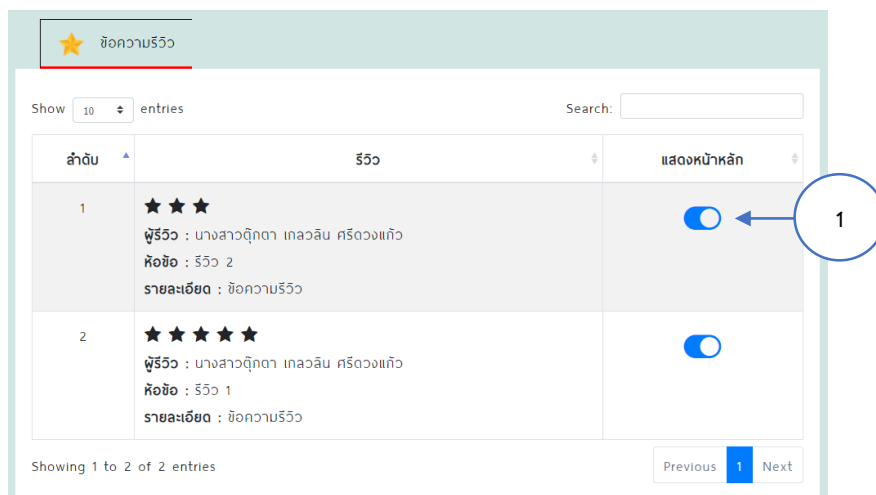 ข้อความรีวิว
Show 10 entries Search:
ลำดับ รีวิว แสดงหน้าหลัก
1
ผู้รีวิว : นางสาวตุ๊กตา เกลวลิน ศรีดวงแก้ว
ห้อข้อ : รีวิว 2
รายละเอียด : ข้อความรีวิว
1
2
ผู้รีวิว : นางสาวตุ๊กตา เกลวลิน ศรีดวงแก้ว
ห้อข้อ : รีวิว 1
รายละเอียด : ข้อความรีวิว
Showing 1 to 2 of 2 entries Previous 1 Next